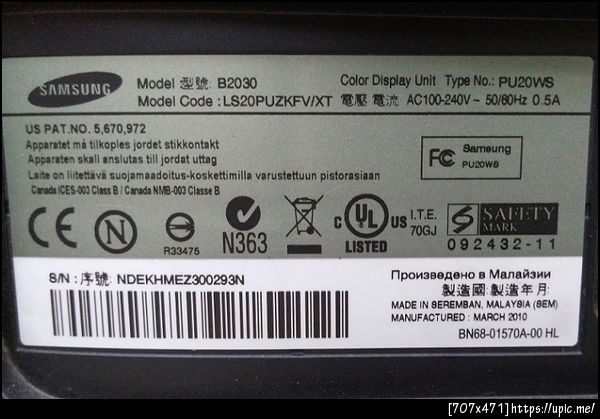 SAMSUNG
Model 型號: B2030 Color Display Unit Type No.: PU20WS
Model Code : LS20PUZKFV/XT 電壓 電流: AC100-240V~ 50/60Hz 0.5A
US PAT.NO. 5,670,972
Apparatet må tilkoples jordet stikkontakt
Apparaten skall anslutas till jordat uttag
Laite on liitettävä suojamaadoitus-koskettimilla varustettuun pistorasiaan
Canada ICES-003 Class B / Canada NMB-003 Classe B
FC Samsung
PU20WS
CE N R33475 N363 C UL US LISTED I.T.E.
70GJ
S SAFETY
MARK
092432-11
S/N : 序號: NDEKHMEZ300293N
Произведено в Малайзии
製造國:製造年月:
MADE IN SEREMBAN, MALAYSIA (SEM)
MANUFACTURED : MARCH 2010
BN68-01570A-00 HL
[707x471]https://upic.me/